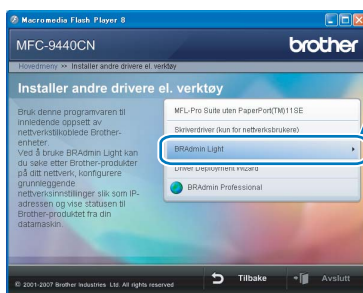 Macromedia Flash Player 8
MFC-9440CN
brother
Hovedmeny >> Installer andre drivere el. verktøy
Installer andre drivere el. verktøy
Bruk denne programvaren til
innledende oppsett av
nettverkstilkoblede Brother-
enheter.
Ved å bruke BRAdmin Light kan
du søke etter Brother-produkter
på ditt nettverk, konfigurere
grunnleggende
nettverksinnstillinger slik som IP-
adressen og vise statusen til
Brother-produktet fra din
datamaskin.
MFL-Pro Suite uten PaperPort(TM)11SE
Skriverdriver (kun for nettverksbrukere)
BRAdmin Light
Driver Deployment Wizard
BRAdmin Professional
© 2001-2007 Brother Industries Ltd. All rights reserved
Tilbake
Avslutt